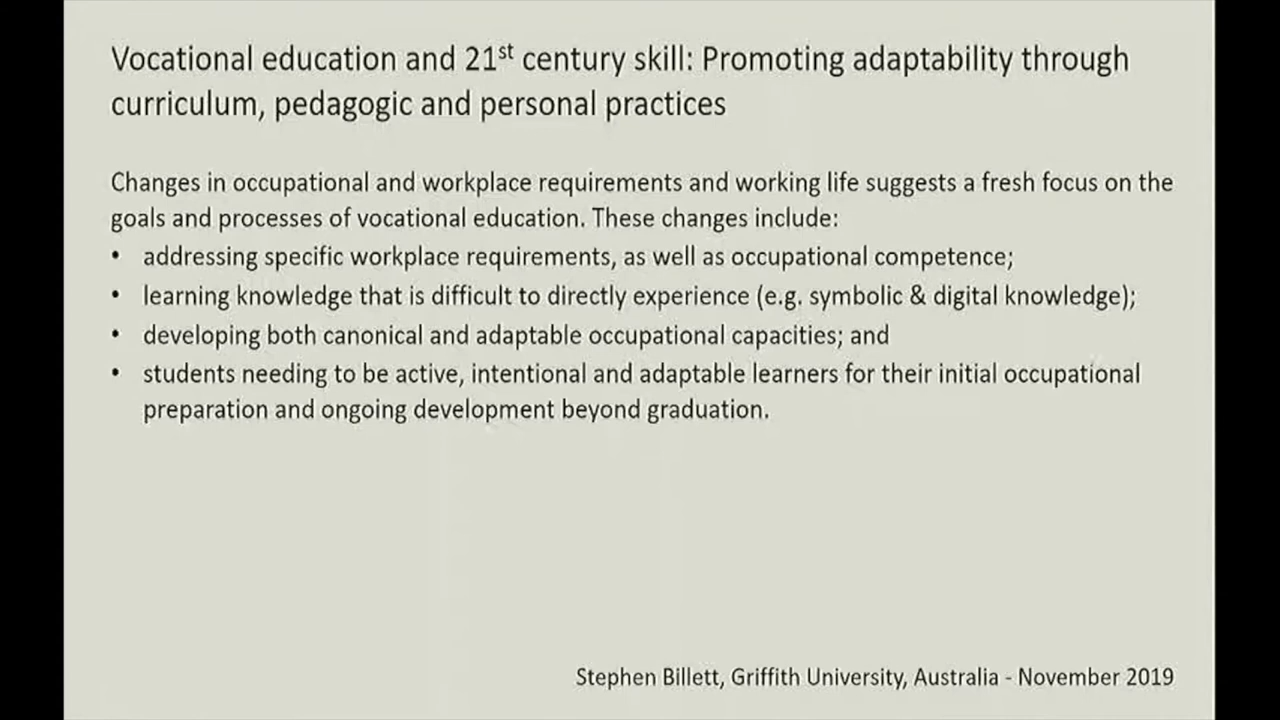 Vocational education and 21st century skill: Promoting adaptability through
curriculum, pedagogic and personal practices
Changes in occupational and workplace requirements and working life suggests a fresh focus on the
goals and processes of vocational education. These changes include:
• addressing specific workplace requirements, as well as occupational competence;
• learning knowledge that is difficult to directly experience (e.g. symbolic & digital knowledge);
• developing both canonical and adaptable occupational capacities; and
• students needing to be active, intentional and adaptable learners for their initial occupational
preparation and ongoing development beyond graduation.
Stephen Billett, Griffith University, Australia - November 2019